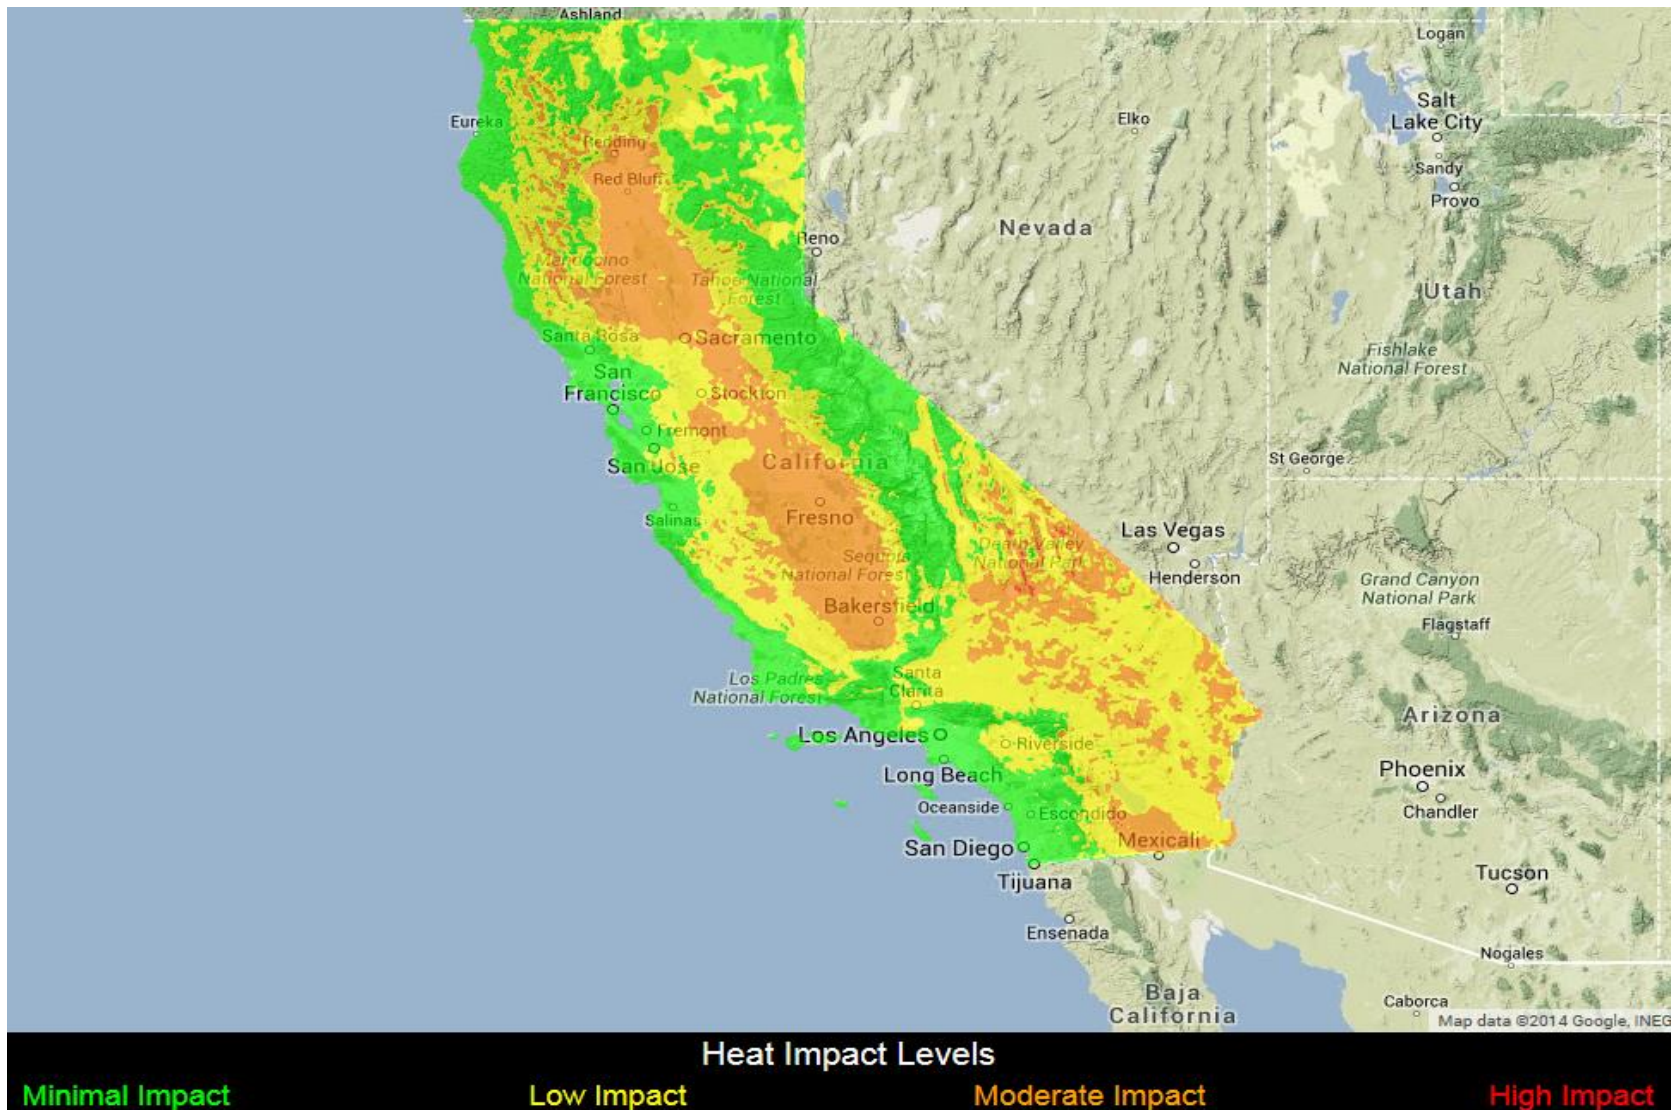 Ashland
Logan
Salt
Lake City
Elko
Eureka
Redding
Sandy
Red Bluff
Provo
Nevada
Reno
Mendocino
National Forest
Tahoe National
Forest
Utah
Santa Rosa
Sacramento
Fishlake
National Forest
San
Francisco
Stockton
Fremont
San Jose
California
St George
Salinas
Fresno
Las Vegas
Death Valley
National Park
Sequoia
National Forest
Henderson
Grand Canyon
National Park
Bakersfield
Flagstaff
Los Padres
National Forest
Santa
Clarita
Arizona
Los Angeles
Riverside
Long Beach
Phoenix
Oceanside
Escondido
Chandler
San Diego
Mexicali
Tijuana
Tucson
Ensenada
Nogales
Baja
California
Caborca
Map data ©2014 Google, INEG
Heat Impact Levels
Minimal Impact
Low Impact
Moderate Impact
High Impact